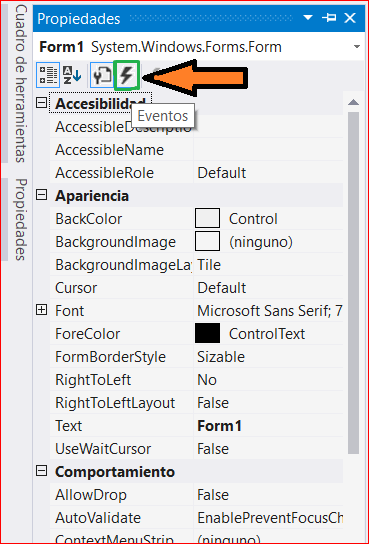 Cuadro de herramientas
Propiedades
Propiedades
Form1 System.Windows.Forms.Form
Accesibilidad
Eventos
AccessibleDescriptio
AccessibleName
AccessibleRole Default
Apariencia
BackColor Control
BackgroundImage (ninguno)
BackgroundImageLay Tile
Cursor Default
Font Microsoft Sans Serif; 7
ForeColor ControlText
FormBorderStyle Sizable
RightToLeft No
RightToLeftLayout False
Text Form1
UseWaitCursor False
Comportamiento
AllowDrop False
AutoValidate EnablePreventFocusCh
ContextMenuStrip (ninguno)